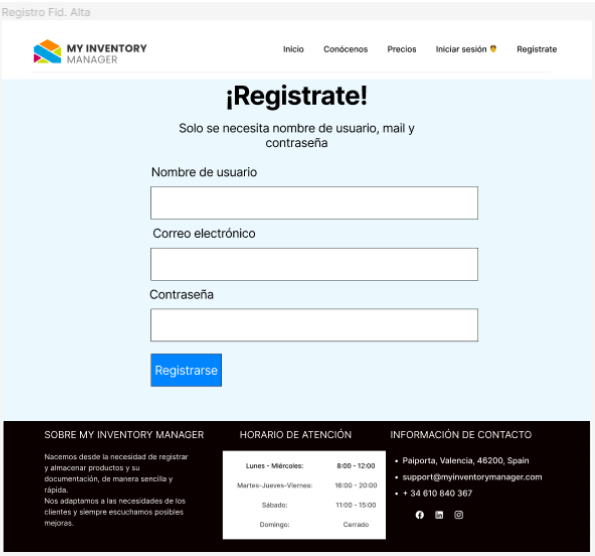 Registro Fid. Alta
MY INVENTORY
MANAGER
Inicio Conócenos Precios Iniciar sesión Registrate
¡Registrate!
Solo se necesita nombre de usuario, mail y
contraseña
Nombre de usuario
Correo electrónico
Contraseña
Registrarse
SOBRE MY INVENTORY MANAGER
Nacemos desde la necesidad de registrar
y almacenar productos y su
documentación, de manera sencilla y
rápida.
Nos adaptamos a las necesidades de los
clientes y siempre escuchamos posibles
mejoras.
HORARIO DE ATENCIÓN
Lunes - Miércoles: 8:00 - 12:00
Martes-Jueves-Viernes: 16:00 - 20:00
Sábado: 11:00 - 15:00
Domingo: Cerrado
INFORMACIÓN DE CONTACTO
• Paiporta, Valencia, 46200, Spain
• support@myinventorymanager.com
• + 34 610 840 367